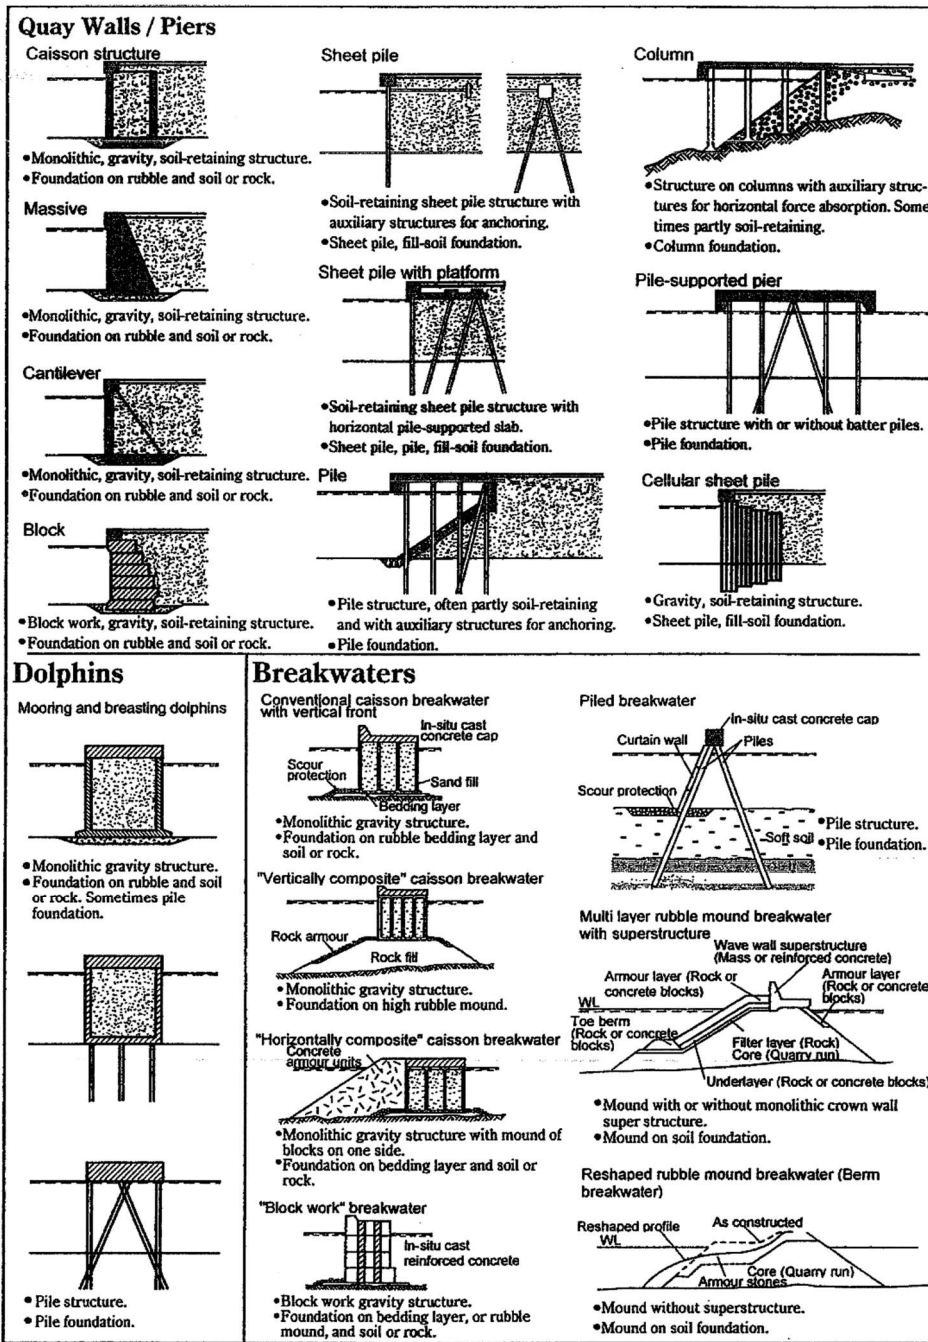 Quay Walls / Piers
Caisson structure
•Monolithic, gravity, soil-retaining structure.
•Foundation on rubble and soil or rock.
Massive
•Monolithic, gravity, soil-retaining structure.
•Foundation on rubble and soil or rock.
Cantilever
•Monolithic, gravity, soil-retaining structure.
•Foundation on rubble and soil or rock.
Block
•Block work, gravity, soil-retaining structure.
•Foundation on rubble and soil or rock.
Sheet pile
•Soil-retaining sheet pile structure with
auxiliary structures for anchoring.
•Sheet pile, fill-soil foundation.
Sheet pile with platform
•Soil-retaining sheet pile structure with
horizontal pile-supported slab.
•Sheet pile, pile, fill-soil foundation.
Pile
•Pile structure, often partly soil-retaining
and with auxiliary structures for anchoring.
•Pile foundation.
Column
•Structure on columns with auxiliary struc-
tures for horizontal force absorption. Some
times partly soil-retaining.
•Column foundation.
Pile-supported pier
•Pile structure with or without batter piles.
•Pile foundation.
Cellular sheet pile
•Gravity, soil-retaining structure.
•Sheet pile, fill-soil foundation.
Dolphins
Mooring and breasting dolphins
•Monolithic gravity structure.
•Foundation on rubble and soil
or rock. Sometimes pile
foundation.
•Pile structure.
•Pile foundation.
Breakwaters
Conventional caisson breakwater
with vertical front
In-situ cast
concrete cap
Scour
protection
Sand fill
Bedding layer
•Monolithic gravity structure.
•Foundation on rubble bedding layer and
soil or rock.
"Vertically composite" caisson breakwater
Rock armour
Rock fill
•Monolithic gravity structure.
•Foundation on high rubble mound.
"Horizontally composite" caisson breakwater
Concrete
armour units
•Monolithic gravity structure with mound of
blocks on one side.
•Foundation on bedding layer and soil or
rock.
"Block work" breakwater
In-situ cast
reinforced concrete
•Block work gravity structure.
•Foundation on bedding layer, or rubble
mound, and soil or rock.
Piled breakwater
In-situ cast concrete cap
Curtain wall
Piles
Scour protection
Soft soil
•Pile structure.
•Pile foundation.
Multi layer rubble mound breakwater
with superstructure
Wave wall superstructure
(Mass or reinforced concrete)
Armour layer (Rock or
concrete blocks)
Armour layer
(Rock or concrete
blocks)
WL
Toe berm
(Rock or concrete
blocks)
Filter layer (Rock)
Core (Quarry run)
Underlayer (Rock or concrete blocks)
•Mound with or without monolithic crown wall
super structure.
•Mound on soil foundation.
Reshaped rubble mound breakwater (Berm
breakwater)
Reshaped profile
As constructed
WL
Core (Quarry run)
Armour stones
•Mound without superstructure.
•Mound on soil foundation.